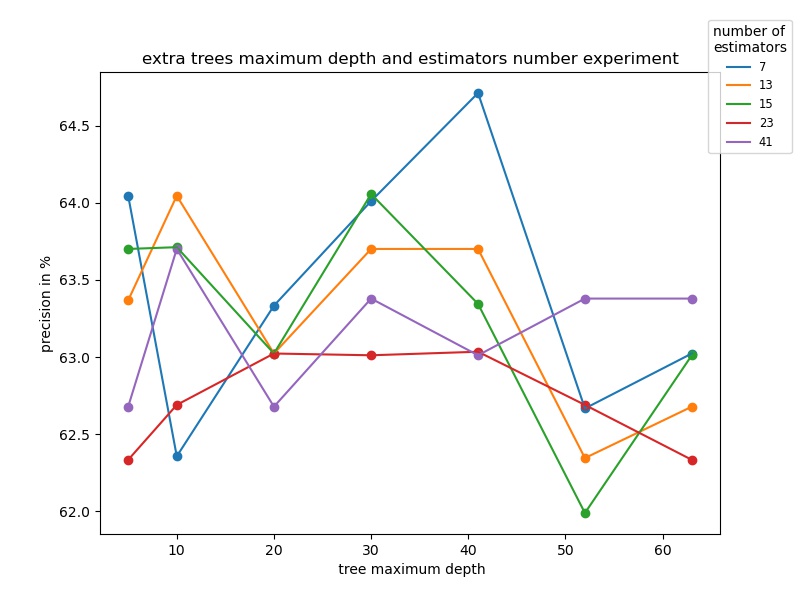 number of
estimators
7
13
15
23
41
extra trees maximum depth and estimators number experiment
64.5
64.0
63.5
63.0
62.5
62.0
precision in %
10 20 30 40 50 60
tree maximum depth